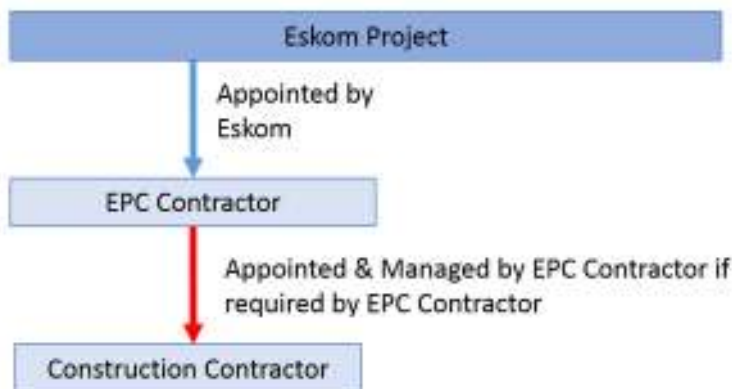 Eskom Project
Appointed by
Eskom
EPC Contractor
Appointed & Managed by EPC Contractor if
required by EPC Contractor
Construction Contractor